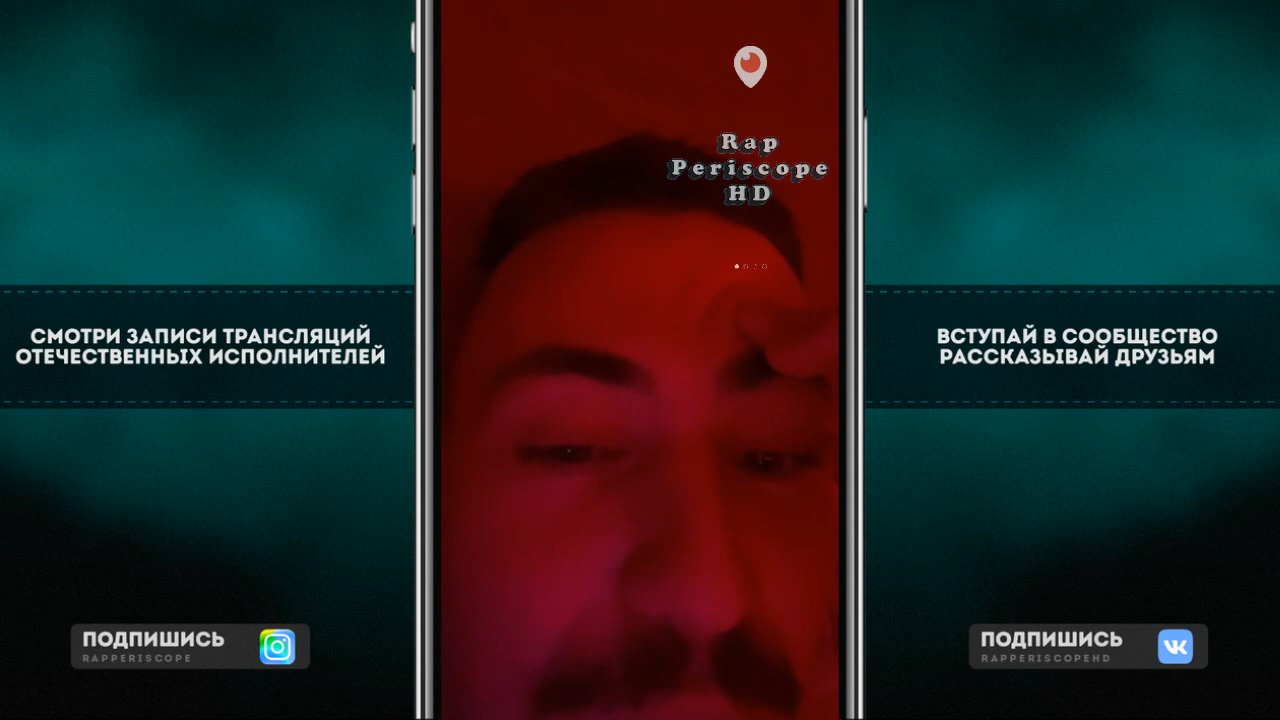 Rap
Periscope
HD
СМОТРИ ЗАПИСИ ТРАНСЛЯЦИЙ
ОТЕЧЕСТВЕННЫХ ИСПОЛНИТЕЛЕЙ
ВСТУПАЙ В СООБЩЕСТВО
РАССКАЗЫВАЙ ДРУЗЬЯМ
ПОДПИШИСЬ
RAPPERISCOPE
ПОДПИШИСЬ
RAPPERISCOPEHD